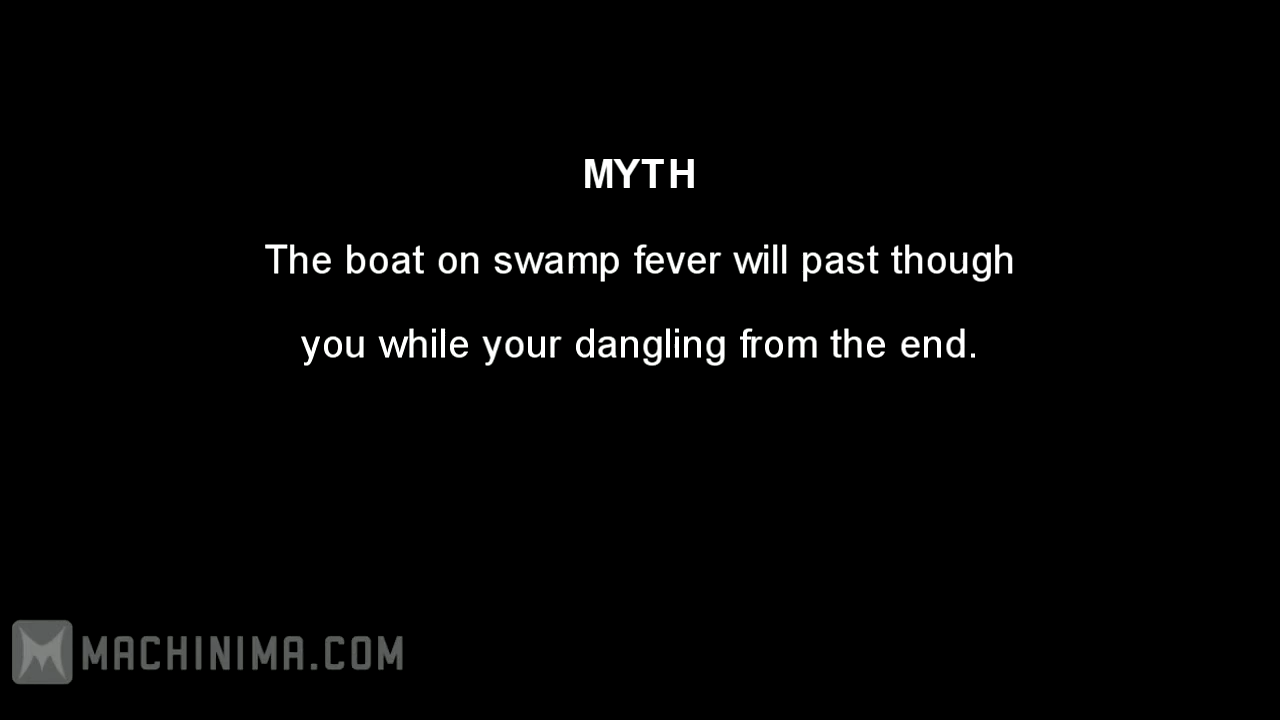 MYTH
The boat on swamp fever will past though
you while your dangling from the end.
MACHINIMA.COM